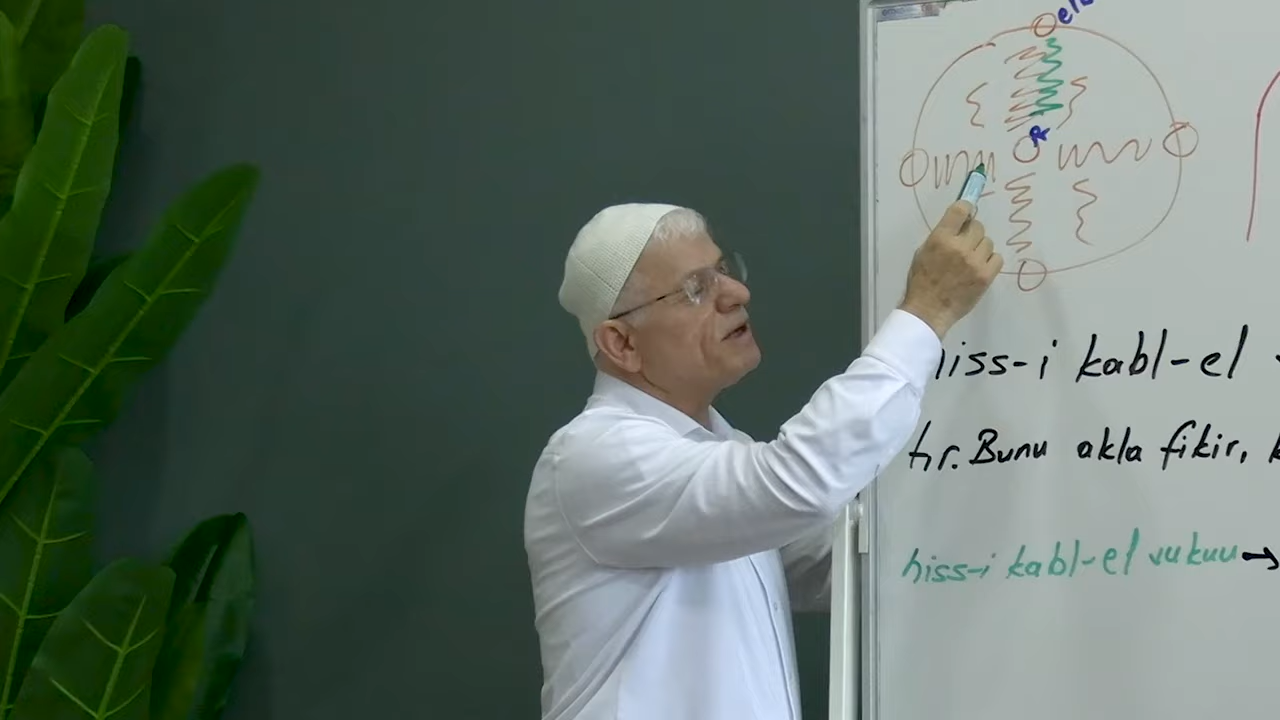 hiss-i kabl-el
tır. Bunu akla fikir,
hiss-i kabl-el vukuu →